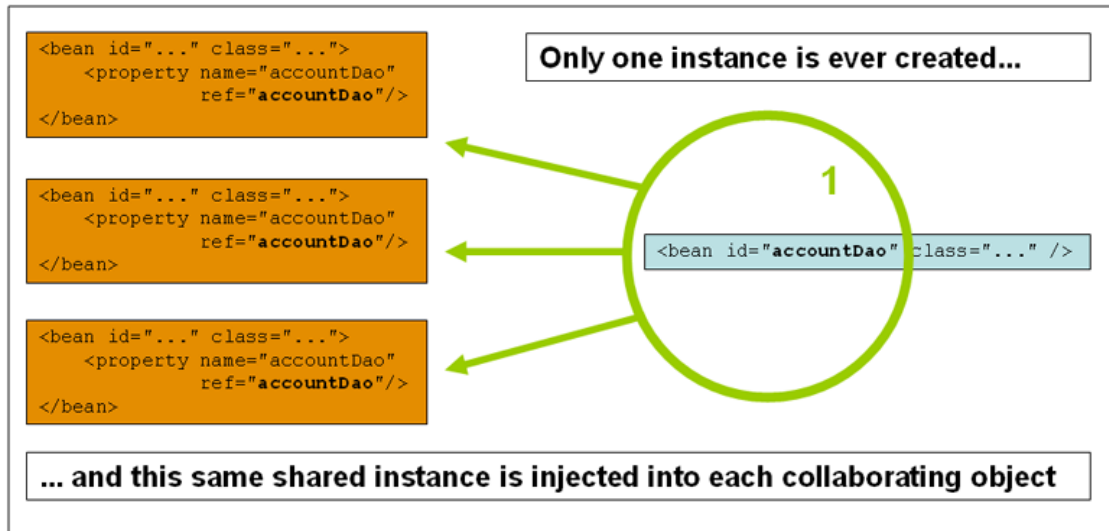 <bean id="..." class="...">
    <property name="accountDao"
              ref="accountDao"/>
</bean>
Only one instance is ever created...
<bean id="..." class="...">
    <property name="accountDao"
              ref="accountDao"/>
</bean>
1
<bean id="accountDao" class="..." />
<bean id="..." class="...">
    <property name="accountDao"
              ref="accountDao"/>
</bean>
... and this same shared instance is injected into each collaborating object